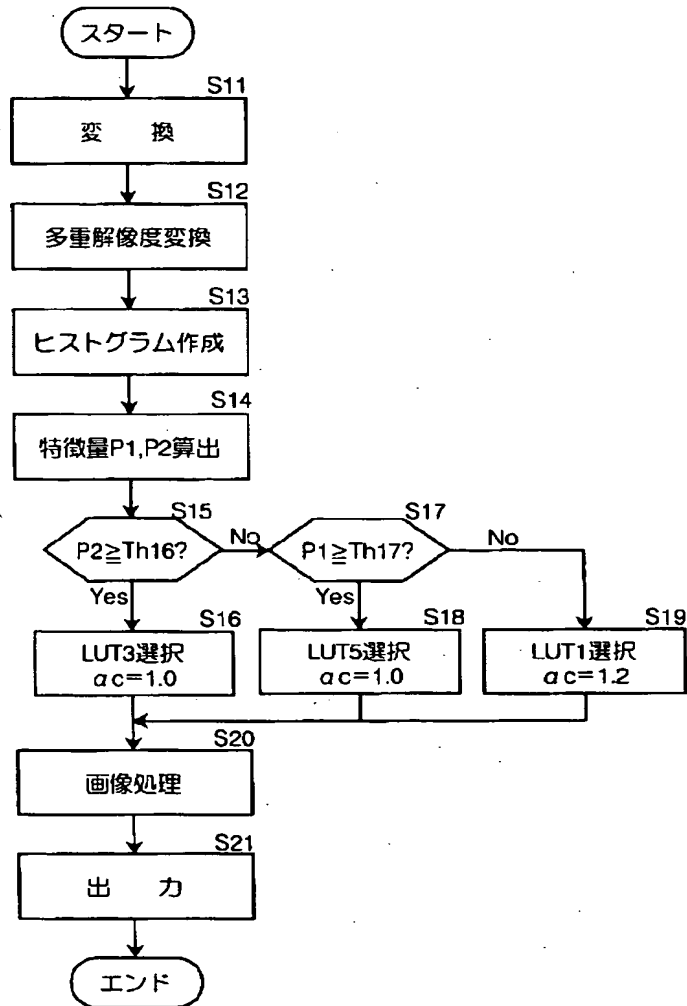 スタート
S11
変 換
S12
多重解像度変換
S13
ヒストグラム作成
S14
特徴量P1,P2算出
S15
P2≧Th16?
No
S17
P1≧Th17?
No
Yes
Yes
S16
LUT3選択
αc=1.0
S18
LUT5選択
αc=1.0
S19
LUT1選択
αc=1.2
S20
画像処理
S21
出 力
エンド